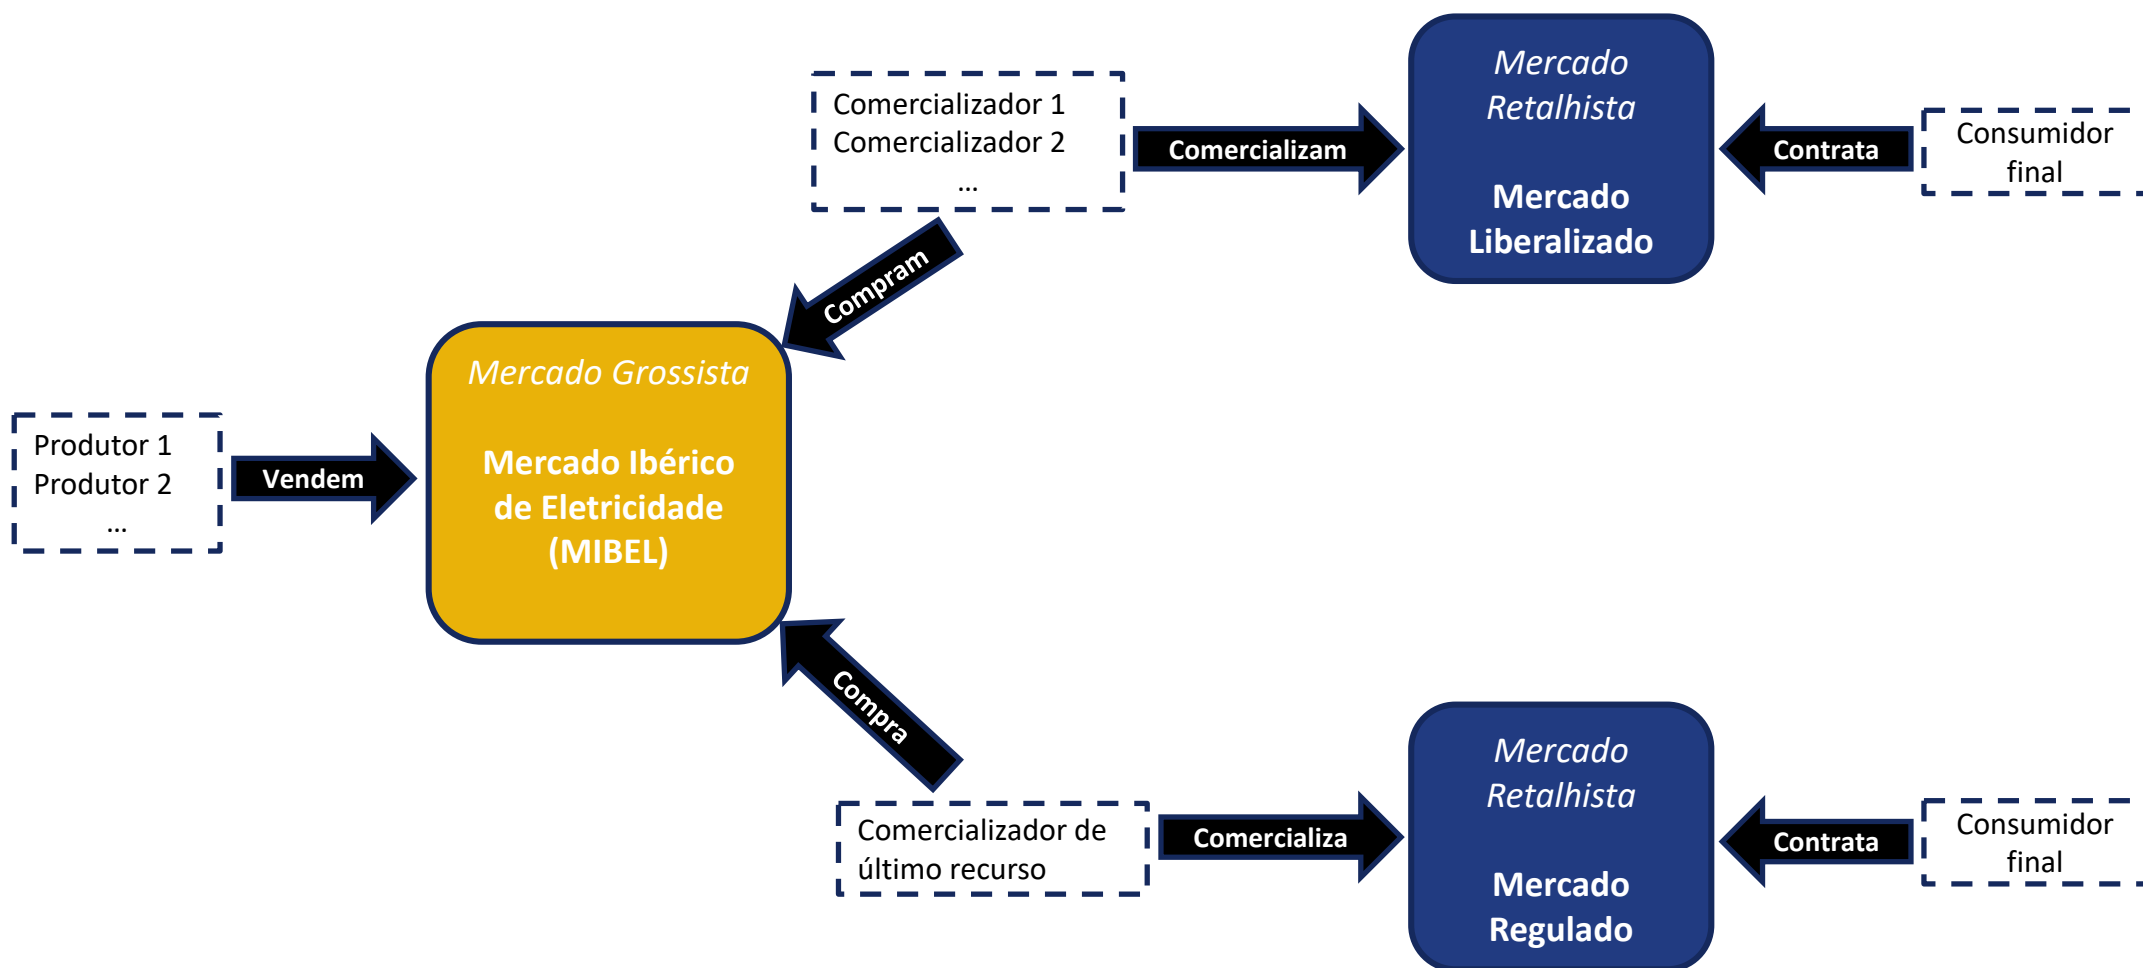 Produtor 1
Produtor 2
...
Vendem
Mercado Grossista
Mercado Ibérico
de Eletricidade
(MIBEL)
Comercializador 1
Comercializador 2
...
Compram
Comercializam
Mercado
Retalhista
Mercado
Liberalizado
Contrata
Consumidor
final
Compra
Comercializador de
último recurso
Comercializa
Mercado
Retalhista
Mercado
Regulado
Contrata
Consumidor
final